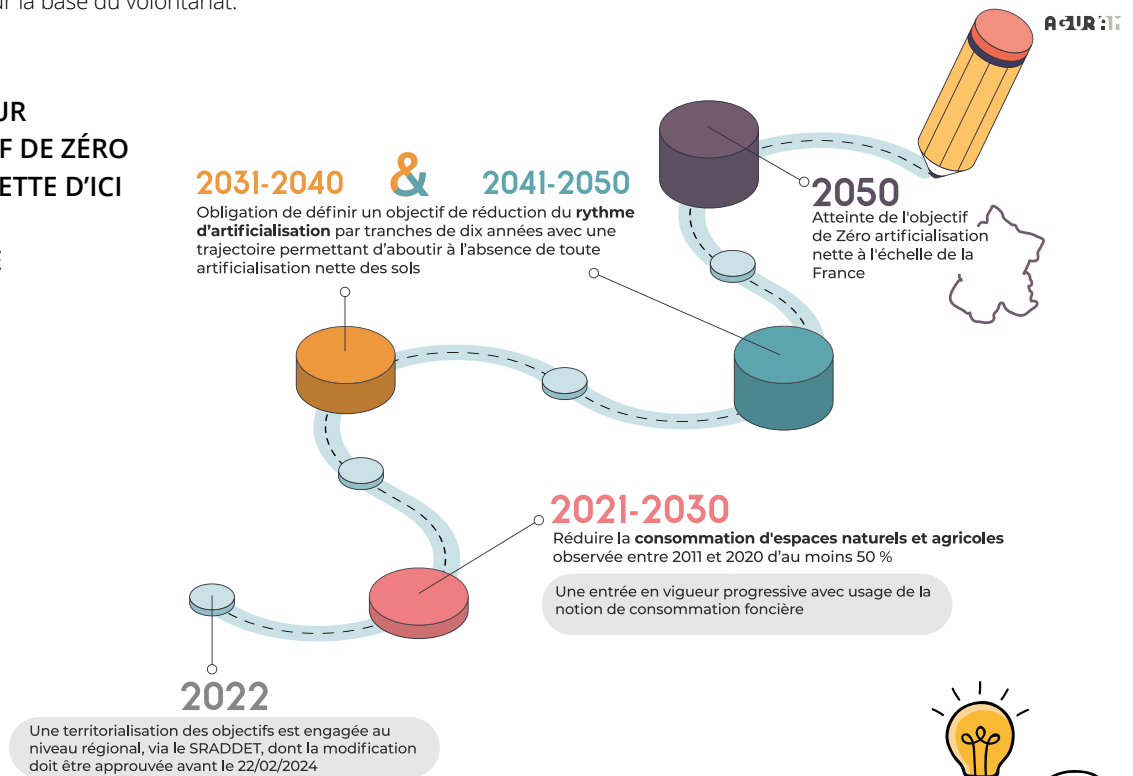 ur la base du volontariat.
AGURAM
UR
F DE ZÉRO
ETTE D’ICI
E
2031-2040 & 2041-2050
Obligation de définir un objectif de réduction du rythme
d’artificialisation par tranches de dix années avec une
trajectoire permettant d’aboutir à l’absence de toute
artificialisation nette des sols
2050
Atteinte de l'objectif
de Zéro artificialisation
nette à l'échelle de la
France
2021-2030
Réduire la consommation d'espaces naturels et agricoles
observée entre 2011 et 2020 d’au moins 50 %
Une entrée en vigueur progressive avec usage de la
notion de consommation foncière
2022
Une territorialisation des objectifs est engagée au
niveau régional, via le SRADDET, dont la modification
doit être approuvée avant le 22/02/2024